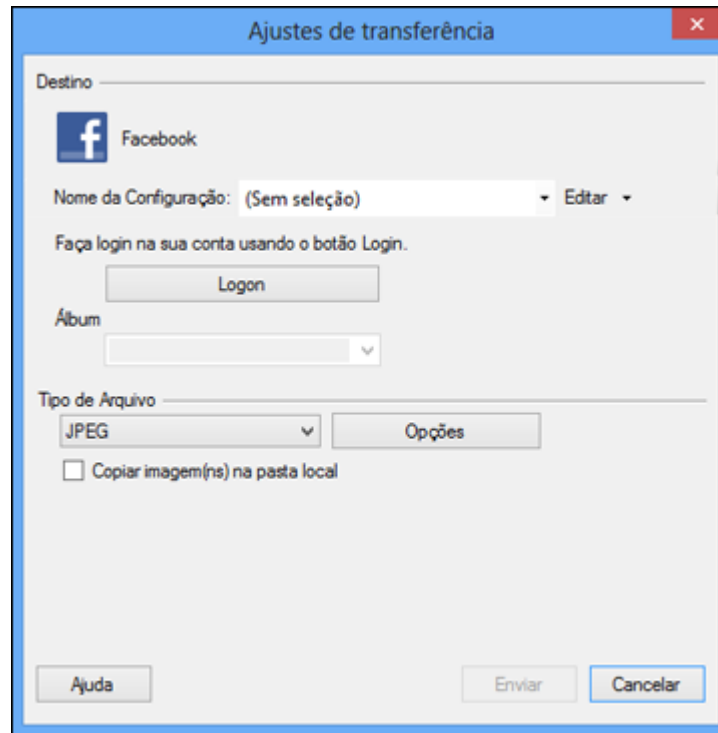 Ajustes de transferência
Destino
Facebook
Nome da Configuração: (Sem seleção) Editar
Faça login na sua conta usando o botão Login.
Logon
Álbum
Tipo de Arquivo
JPEG Opções
Copiar imagem(ns) na pasta local
Ajuda Enviar Cancelar